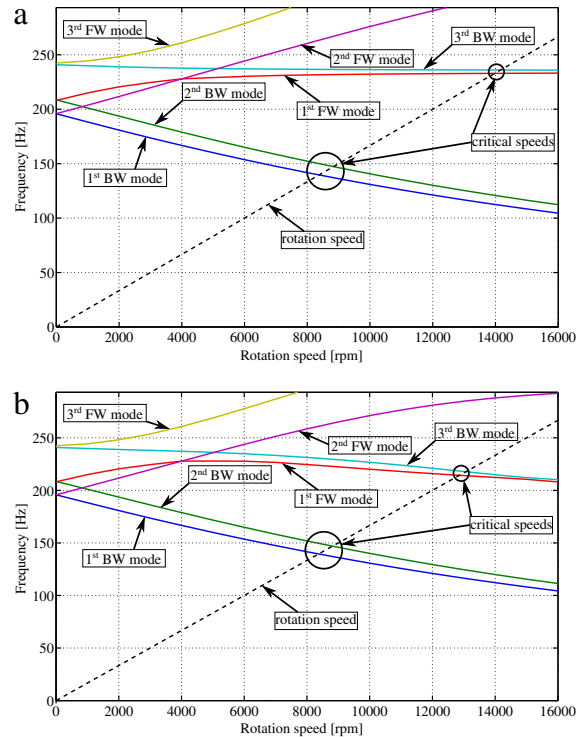 a
3rd FW mode
2nd FW mode
3rd BW mode
250
200
150
100
50
0
Frequency [Hz]
2nd BW mode
1st FW mode
1st BW mode
critical speeds
rotation speed
0 2000 4000 6000 8000 10000 12000 14000 16000
Rotation speed [rpm]
b
3rd FW mode
2nd FW mode
3rd BW mode
250
200
150
100
50
0
Frequency [Hz]
2nd BW mode
1st FW mode
1st BW mode
critical speeds
rotation speed
0 2000 4000 6000 8000 10000 12000 14000 16000
Rotation speed [rpm]